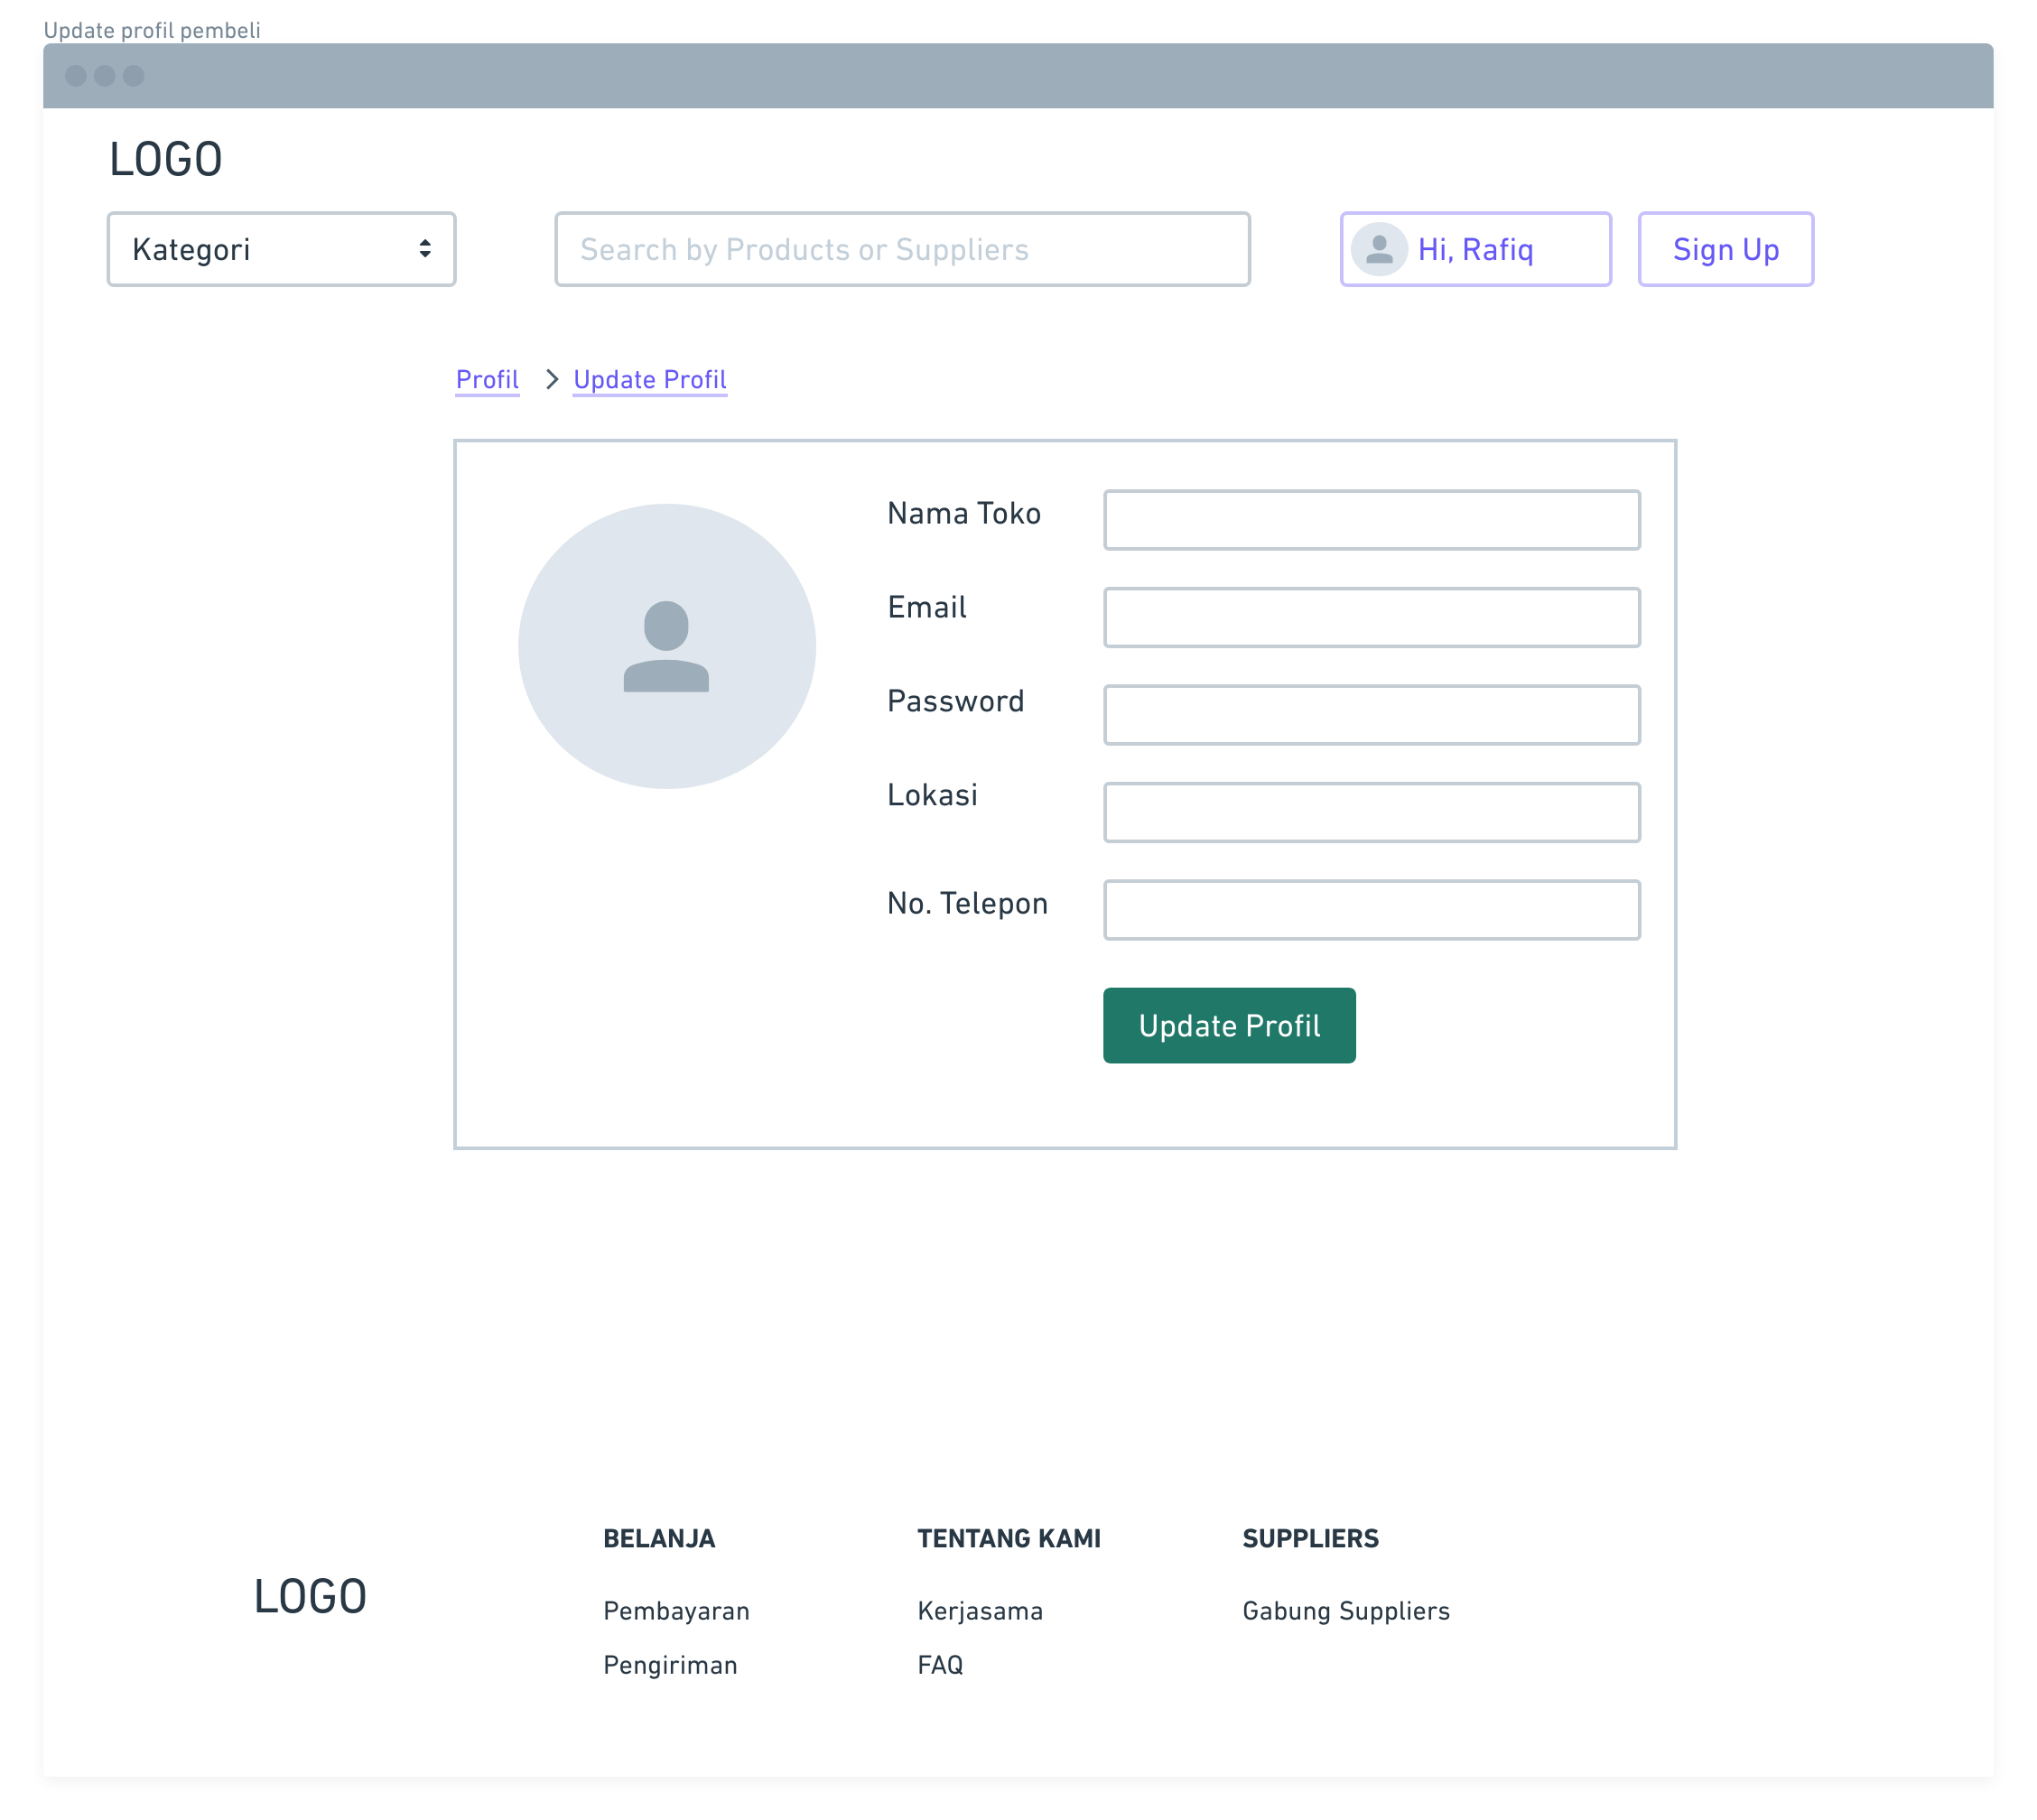 Update profil pembeli
LOGO
Kategori
Search by Products or Suppliers
Hi, Rafiq
Sign Up
Profil
Update Profil
Nama Toko
Email
Password
Lokasi
No. Telepon
Update Profil
LOGO
BELANJA
Pembayaran
Pengiriman
TENTANG KAMI
Kerjasama
FAQ
SUPPLIERS
Gabung Suppliers